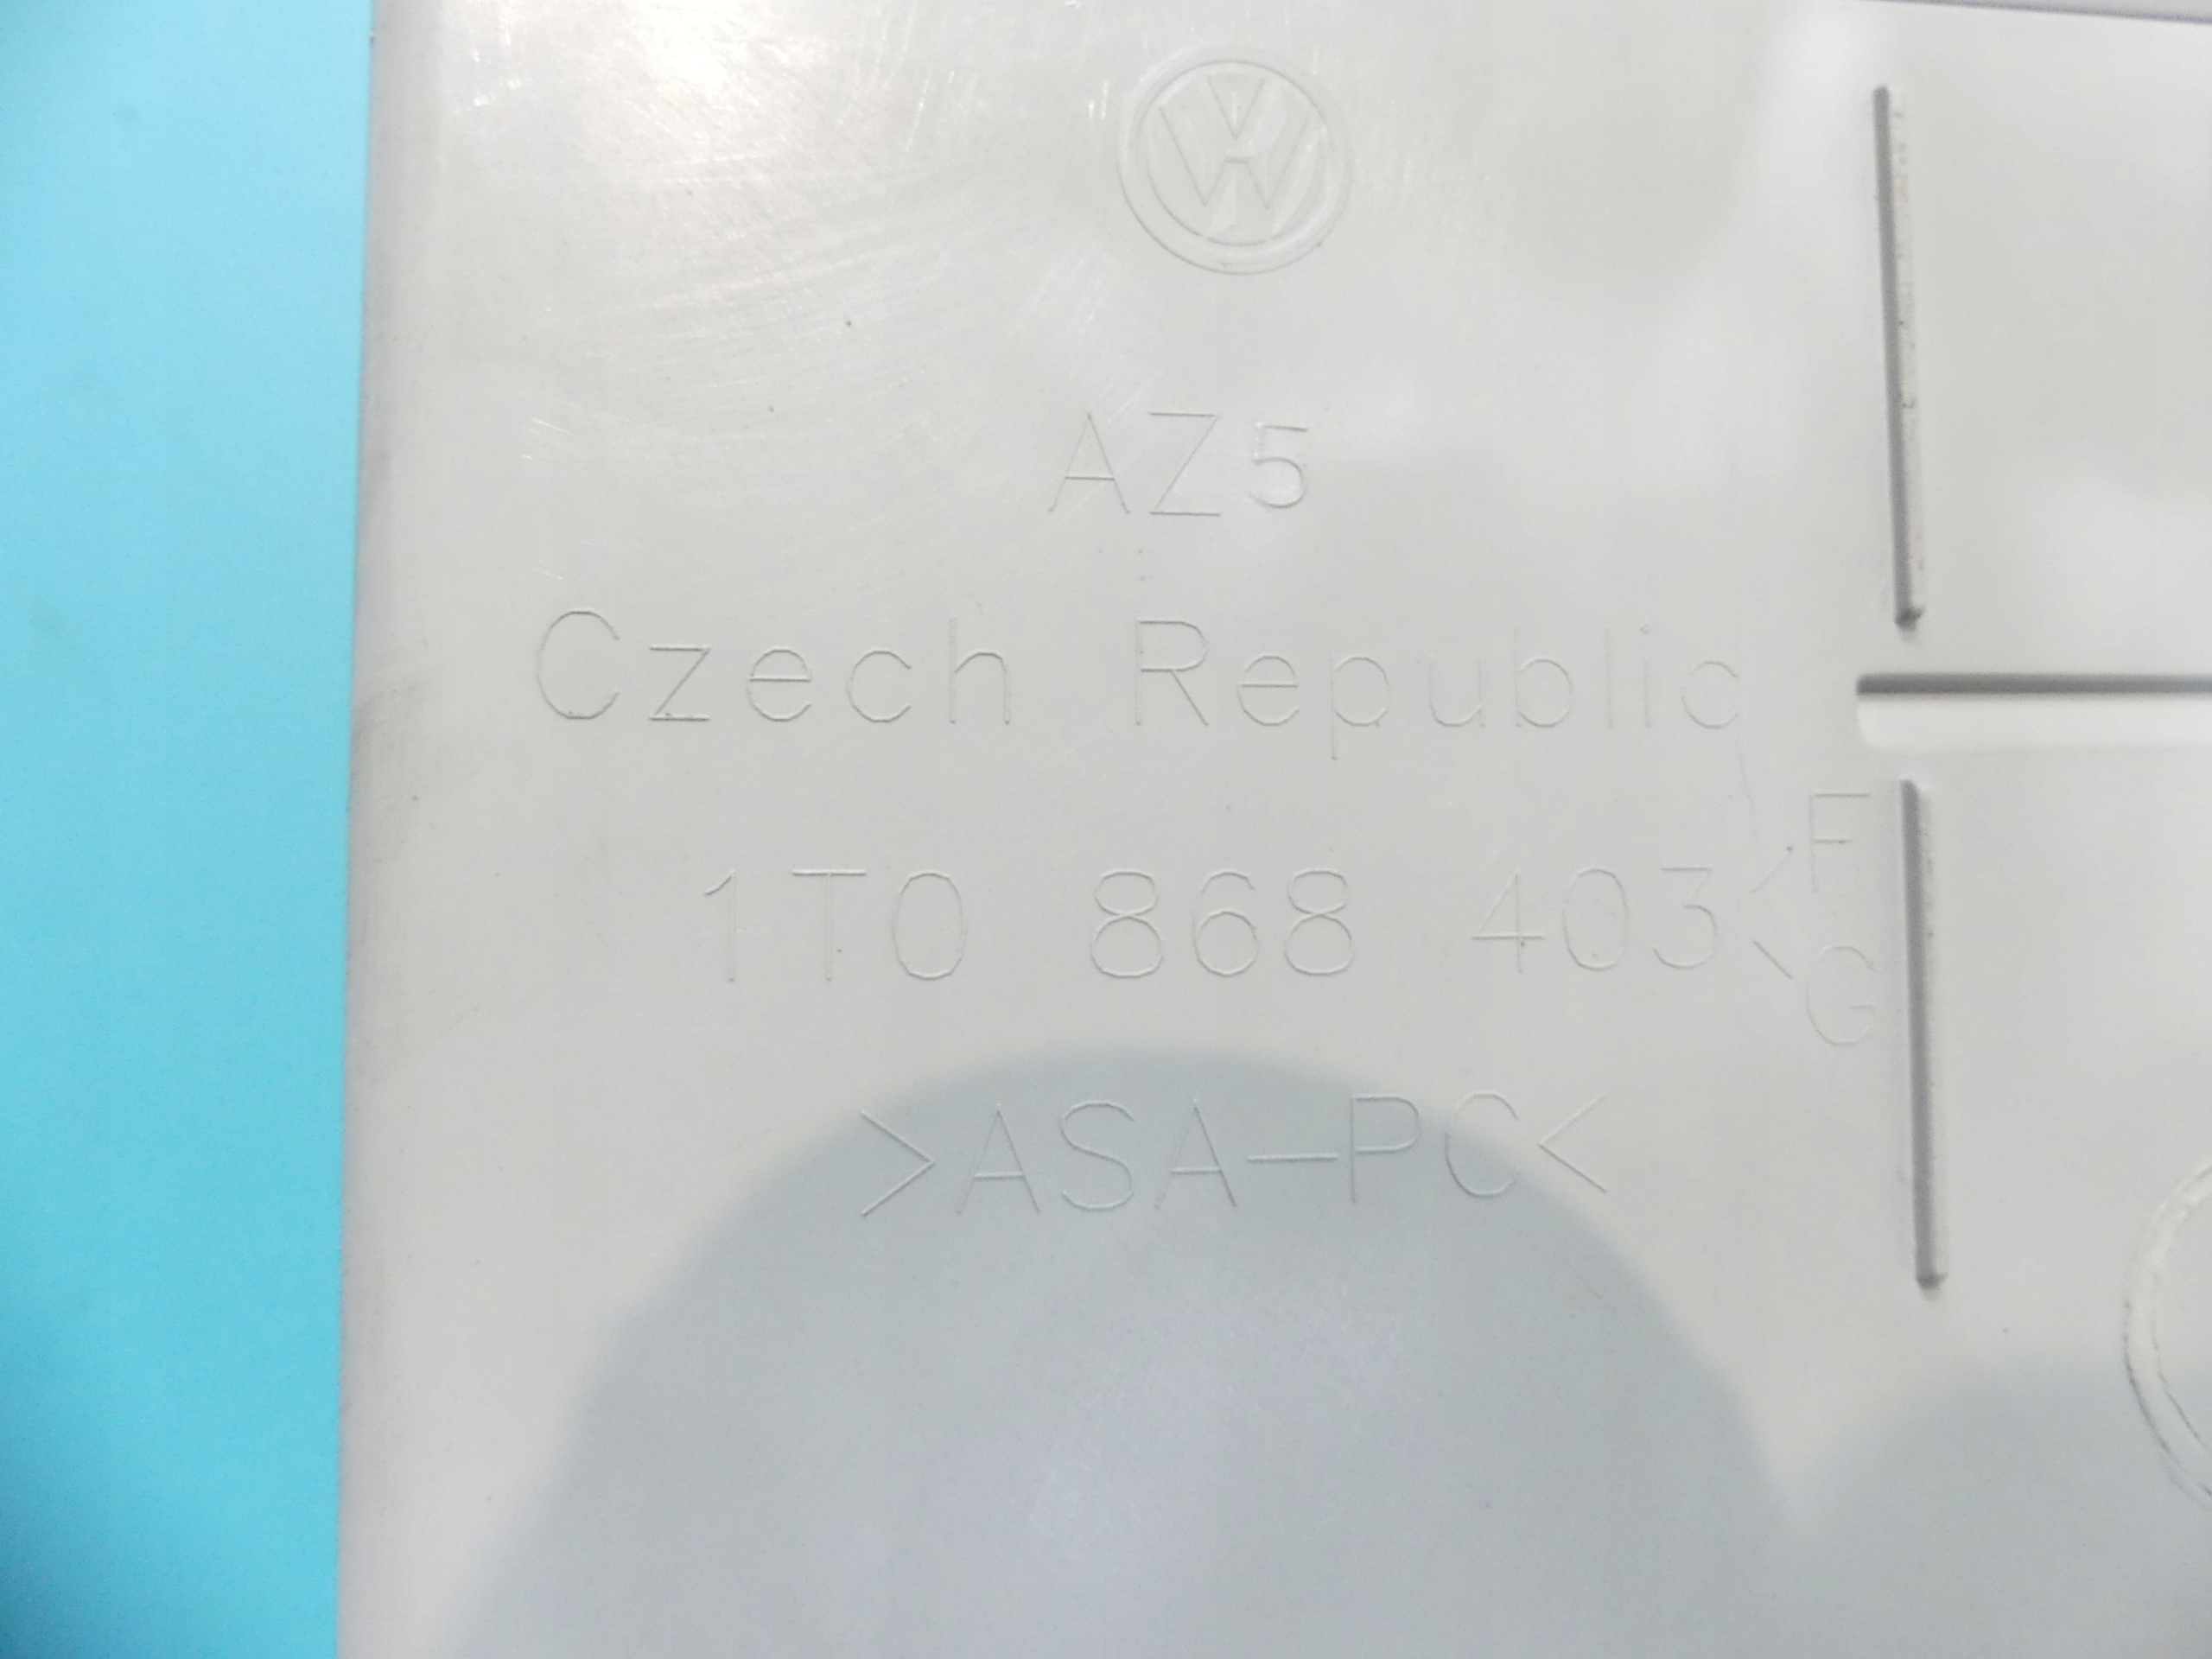 AZ5
Czech Republic
1T0 868 403<F
G
>ASA-PC<